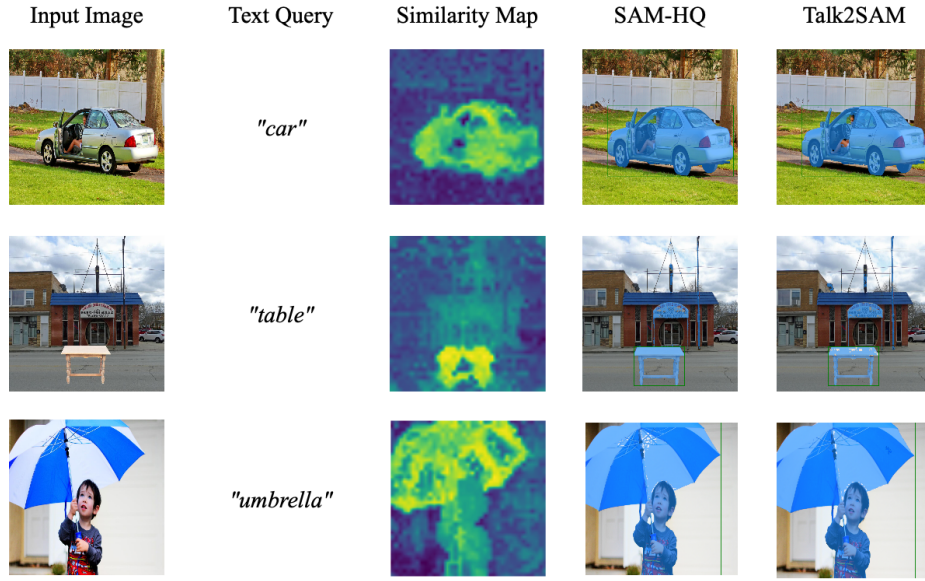 Input Image Text Query Similarity Map SAM-HQ Talk2SAM
"car"
"table"
"umbrella"